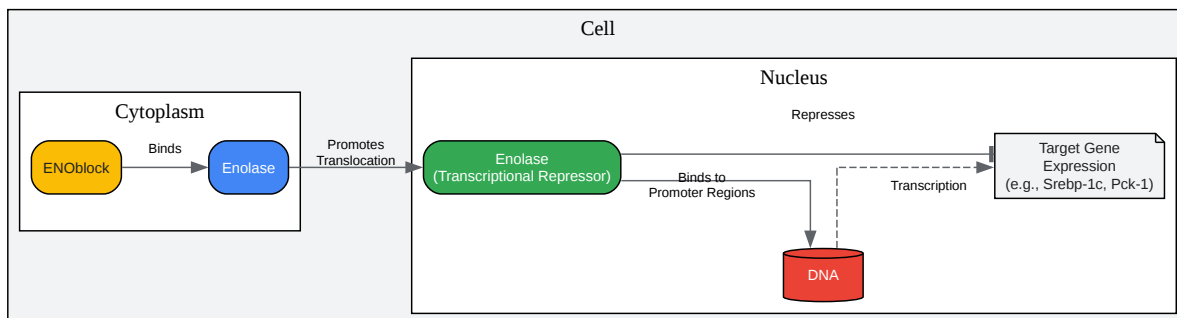 Cell
Nucleus
Cytoplasm
Represses
ENOblock
Binds
Enolase
Promotes
Translocation
Enolase
(Transcriptional Repressor)
Target Gene
Expression
(e.g., Srebp-1c, Pck-1)
Binds to
Promoter Regions
Transcription
DNA